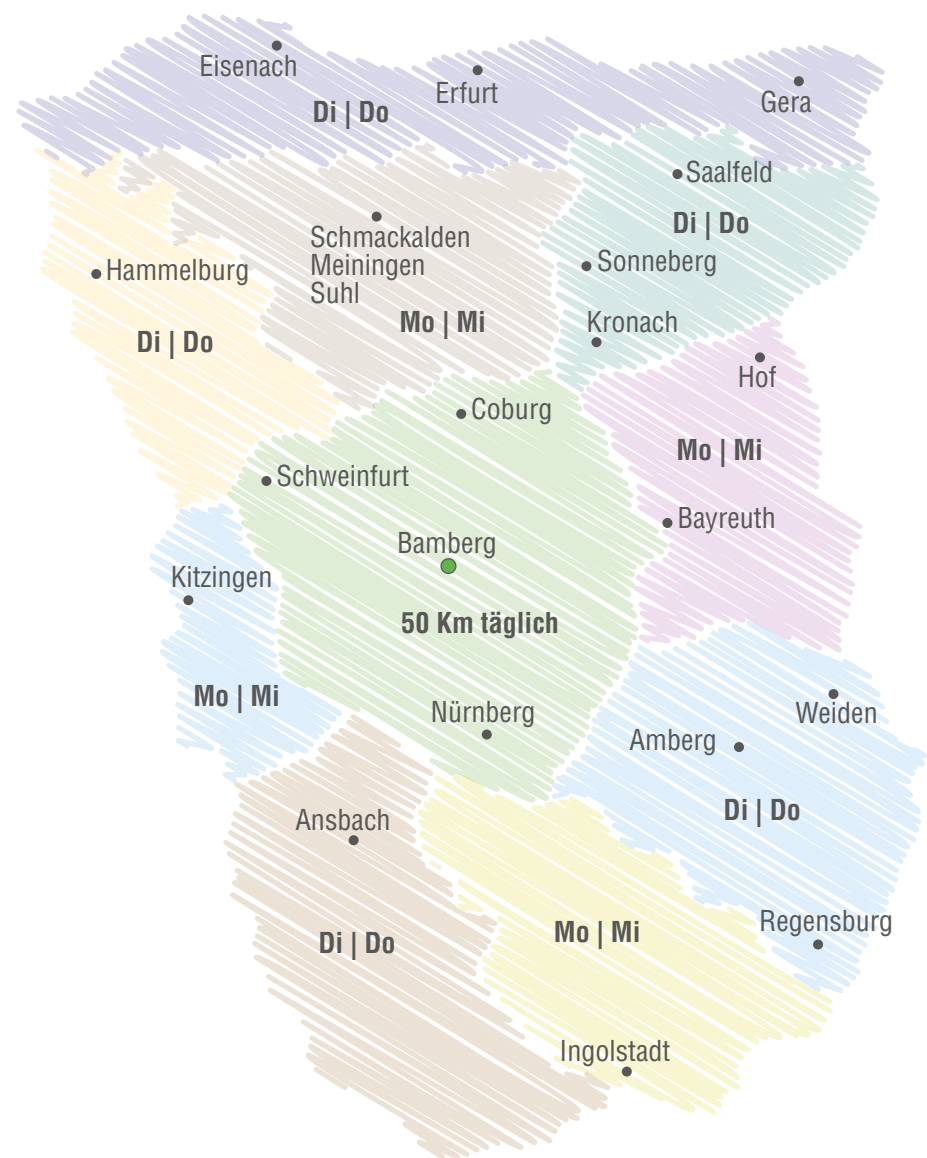 Eisenach
Erfurt
Gera
Di | Do
Saalfeld
Di | Do
Schmackalden
Meiningen
Suhl
Sonneberg
Hammelburg
Mo | Mi
Kronach
Di | Do
Hof
Coburg
Mo | Mi
Schweinfurt
Bayreuth
Bamberg
Kitzingen
50 Km täglich
Mo | Mi
Nürnberg
Weiden
Amberg
Di | Do
Ansbach
Regensburg
Mo | Mi
Di | Do
Ingolstadt